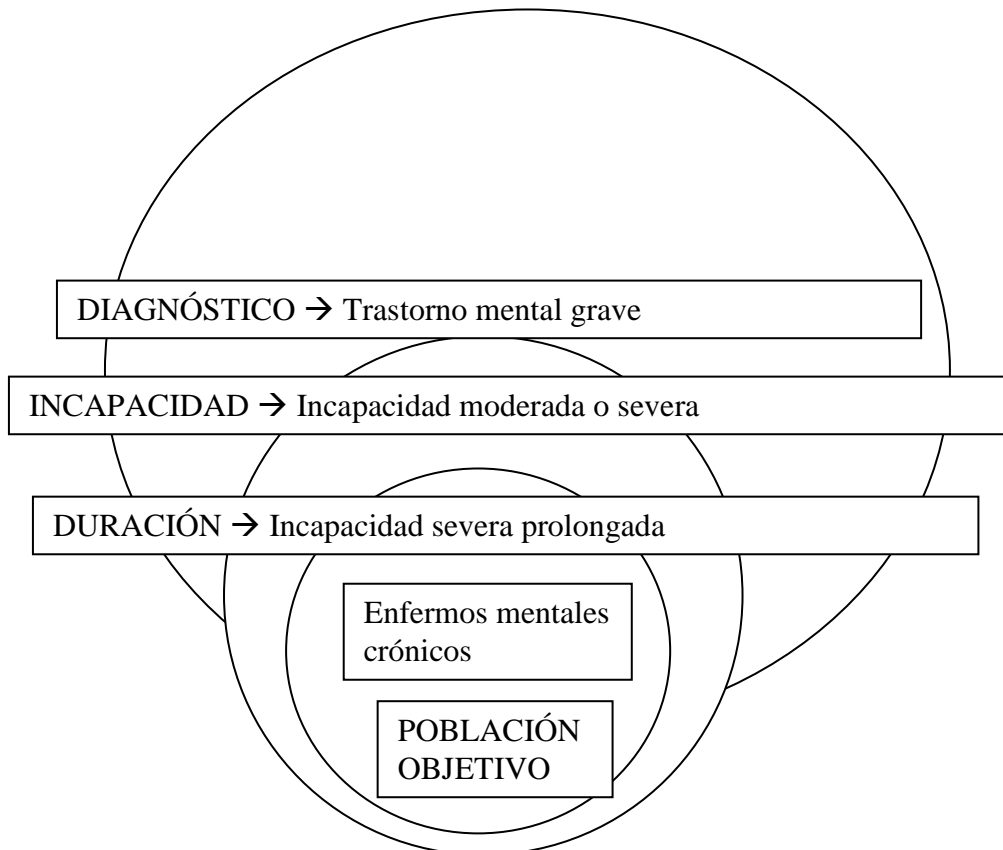 DIAGNÓSTICO → Trastorno mental grave
INCAPACIDAD → Incapacidad moderada o severa
DURACIÓN → Incapacidad severa prolongada
Enfermos mentales
crónicos
POBLACIÓN
OBJETIVO